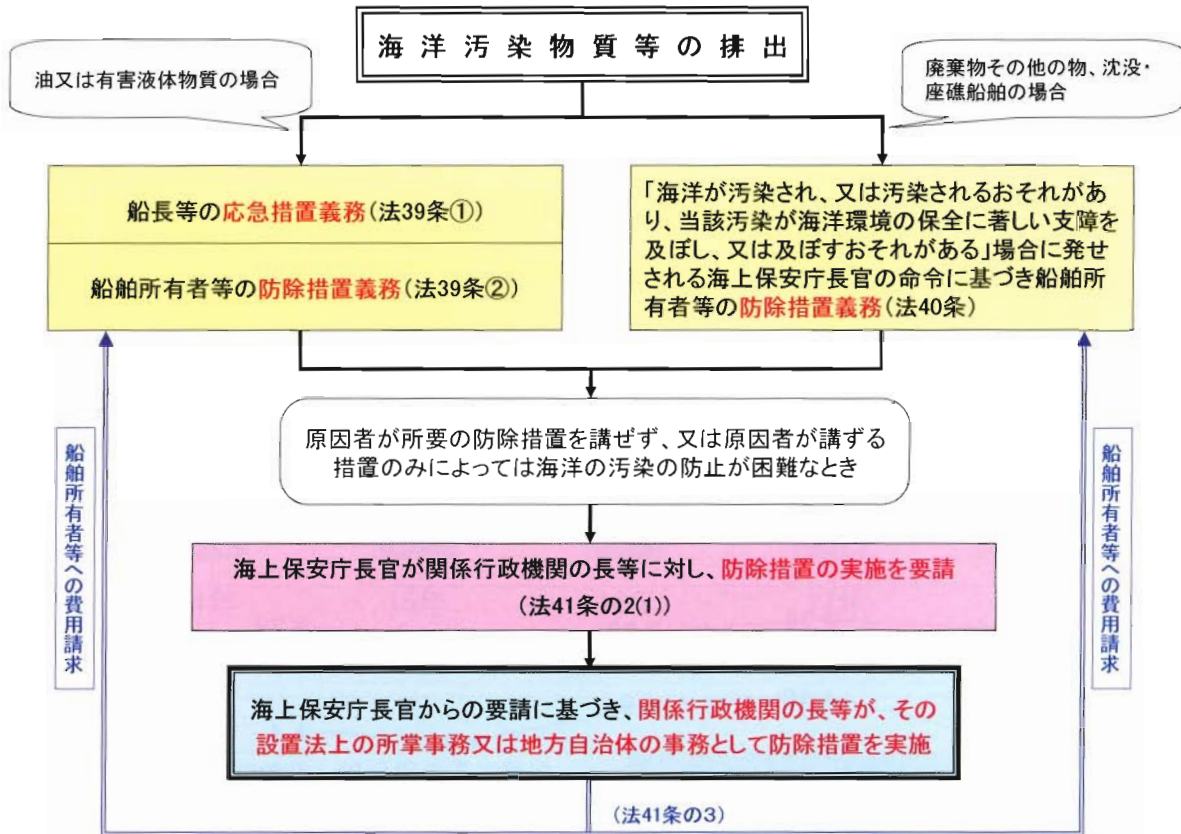 海洋汚染物質等の排出
油又は有害液体物質の場合
廃棄物その他の物、沈没・
座礁船舶の場合
船長等の応急措置義務(法39条①)
船舶所有者等の防除措置義務(法39条②)
「海洋が汚染され、又は汚染されるおそれがあ
り、当該汚染が海洋環境の保全に著しい支障を
及ぼし、又は及ぼすおそれがある」場合に発せ
される海上保安庁長官の命令に基づき船舶所
有者等の防除措置義務(法40条)
原因者が所要の防除措置を講ぜず、又は原因者が講ずる
措置のみによっては海洋の汚染の防止が困難なとき
船舶所有者等への費用請求
船舶所有者等への費用請求
海上保安庁長官が関係行政機関の長等に対し、防除措置の実施を要請
(法41条の2(1))
海上保安庁長官からの要請に基づき、関係行政機関の長等が、その
設置法上の所掌事務又は地方自治体の事務として防除措置を実施
(法41条の3)